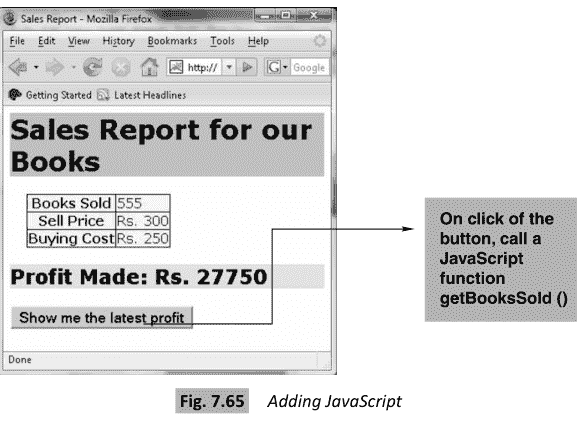 Sales Report - Mozilla Firefox
File Edit View History Bookmarks Tools Help
http:// G Google
Getting Started Latest Headlines
Sales Report for our
Books
Books Sold 555
Sell Price Rs. 300
Buying Cost Rs. 250
Profit Made: Rs. 27750
Show me the latest profit
Done
On click of the
button, call a
JavaScript
function
getBooksSold ()
Fig. 7.65 Adding JavaScript